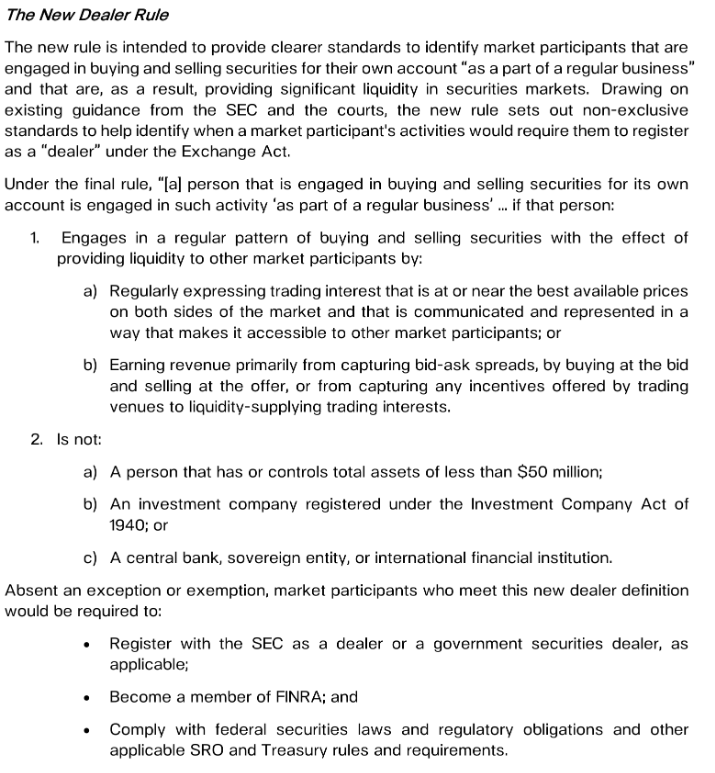 The New Dealer Rule
The new rule is intended to provide clearer standards to identify market participants that are
engaged in buying and selling securities for their own account "as a part of a regular business"
and that are, as a result, providing significant liquidity in securities markets. Drawing on
existing guidance from the SEC and the courts, the new rule sets out non-exclusive
standards to help identify when a market participant's activities would require them to register
as a "dealer" under the Exchange Act.
Under the final rule, "[a] person that is engaged in buying and selling securities for its own
account is engaged in such activity 'as part of a regular business' ... if that person:
1. Engages in a regular pattern of buying and selling securities with the effect of
providing liquidity to other market participants by:
a) Regularly expressing trading interest that is at or near the best available prices
on both sides of the market and that is communicated and represented in a
way that makes it accessible to other market participants; or
b) Earning revenue primarily from capturing bid-ask spreads, by buying at the bid
and selling at the offer, or from capturing any incentives offered by trading
venues to liquidity-supplying trading interests.
2. Is not:
a) A person that has or controls total assets of less than $50 million;
b) An investment company registered under the Investment Company Act of
1940; or
c) A central bank, sovereign entity, or international financial institution.
Absent an exception or exemption, market participants who meet this new dealer definition
would be required to:
• Register with the SEC as a dealer or a government securities dealer, as
applicable;
• Become a member of FINRA; and
• Comply with federal securities laws and regulatory obligations and other
applicable SRO and Treasury rules and requirements.